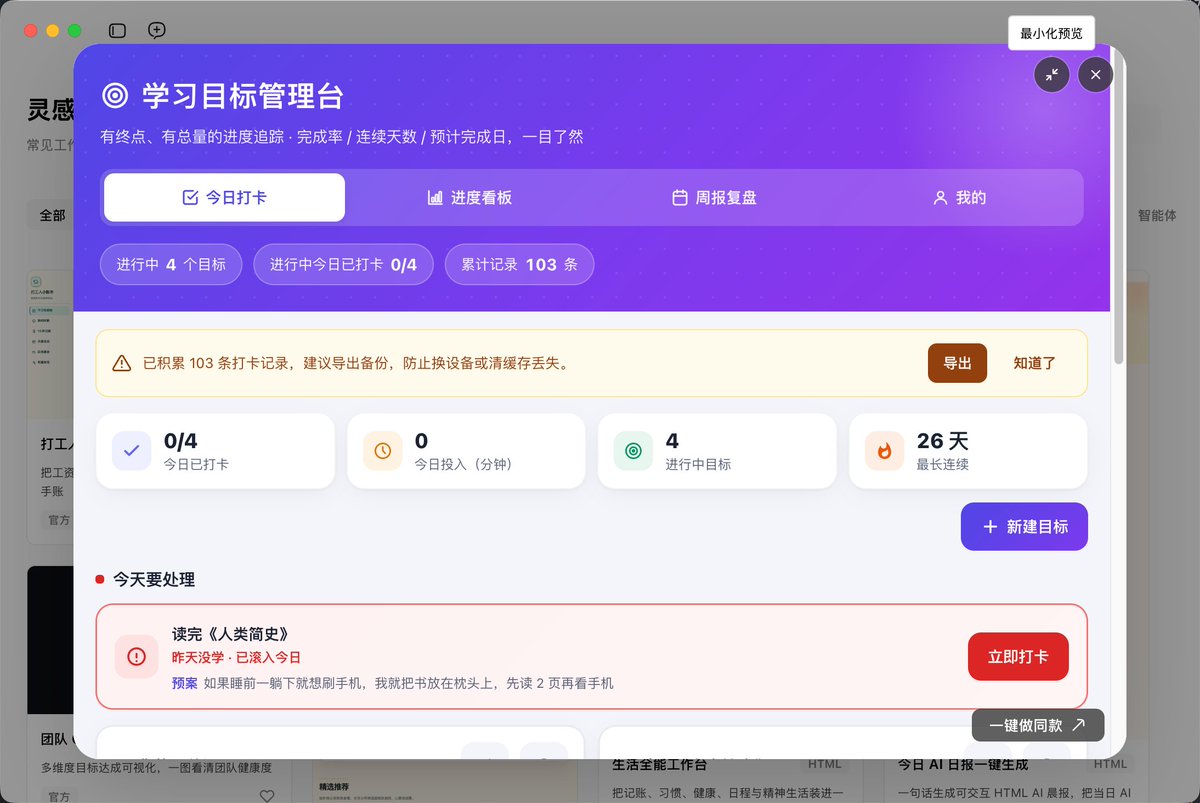 最小化预览
灵感
常见工作
全部
智能体
学习目标管理台
有终点、有总量的进度追踪 · 完成率 / 连续天数 / 预计完成日，一目了然
今日打卡
进度看板
周报复盘
我的
进行中 4 个目标
进行中今日已打卡 0/4
累计记录 103 条
已积累 103 条打卡记录，建议导出备份，防止换设备或清缓存丢失。
导出
知道了
0/4
今日已打卡
0
今日投入（分钟）
4
进行中目标
26 天
最长连续
新建目标
今天要处理
读完《人类简史》
昨天没学 · 已滚入今日
预案 如果睡前一躺下就想刷手机，我就把书放在枕头上，先读 2 页再看手机
立即打卡
一键做同款
打工人
把工资
手账
官方
团队
多维度目标达成可视化，一图看清团队健康度
官方
精选推荐
生活全能工作台
HTML
把记账、习惯、健康、日程与精神生活装进一
今日 AI 日报一键生成
HTML
一句话生成可交互 HTML AI 晨报，把当日 AI